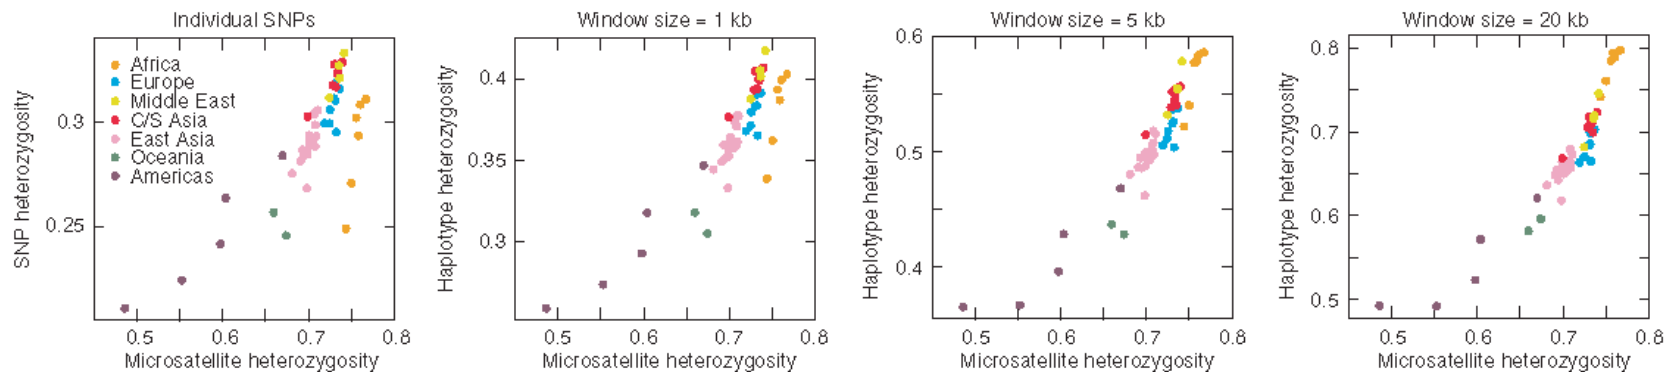 Individual SNPs
SNP heterozygosity
0.3
0.25
Africa
Europe
Middle East
C/S Asia
East Asia
Oceania
Americas
0.5 0.6 0.7 0.8
Microsatellite heterozygosity
Window size = 1 kb
Haplotype heterozygosity
0.4
0.35
0.3
0.5 0.6 0.7 0.8
Microsatellite heterozygosity
Window size = 5 kb
Haplotype heterozygosity
0.6
0.5
0.4
0.5 0.6 0.7 0.8
Microsatellite heterozygosity
Window size = 20 kb
Haplotype heterozygosity
0.8
0.7
0.6
0.5
0.5 0.6 0.7 0.8
Microsatellite heterozygosity